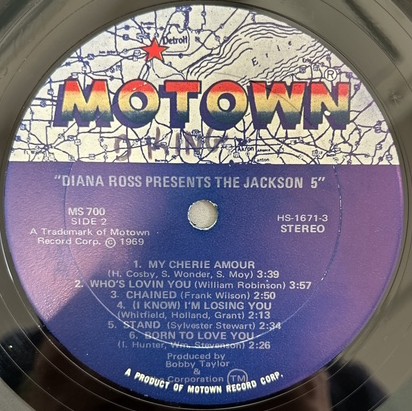 Detroit
Erie
MOTOWN ®
"DIANA ROSS PRESENTS THE JACKSON 5"
MS 700
SIDE 2
A Trademark of Motown
Record Corp. © 1969
HS-1671-3
STEREO
1. MY CHERIE AMOUR
(H. Cosby, S. Wonder, S. Moy) 3:39
2. WHO'S LOVIN YOU (William Robinson) 3:57
3. CHAINED (Frank Wilson) 2:50
4. (I KNOW) I'M LOSING YOU
(Whitfield, Holland, Grant) 2:13
5. STAND (Sylvester Stewart) 2:34
6. BORN TO LOVE YOU
(I. Hunter, Wm. Stevenson) 2:26
Produced by
Bobby Taylor
&
Corporation TM
A PRODUCT OF MOTOWN RECORD CORP.